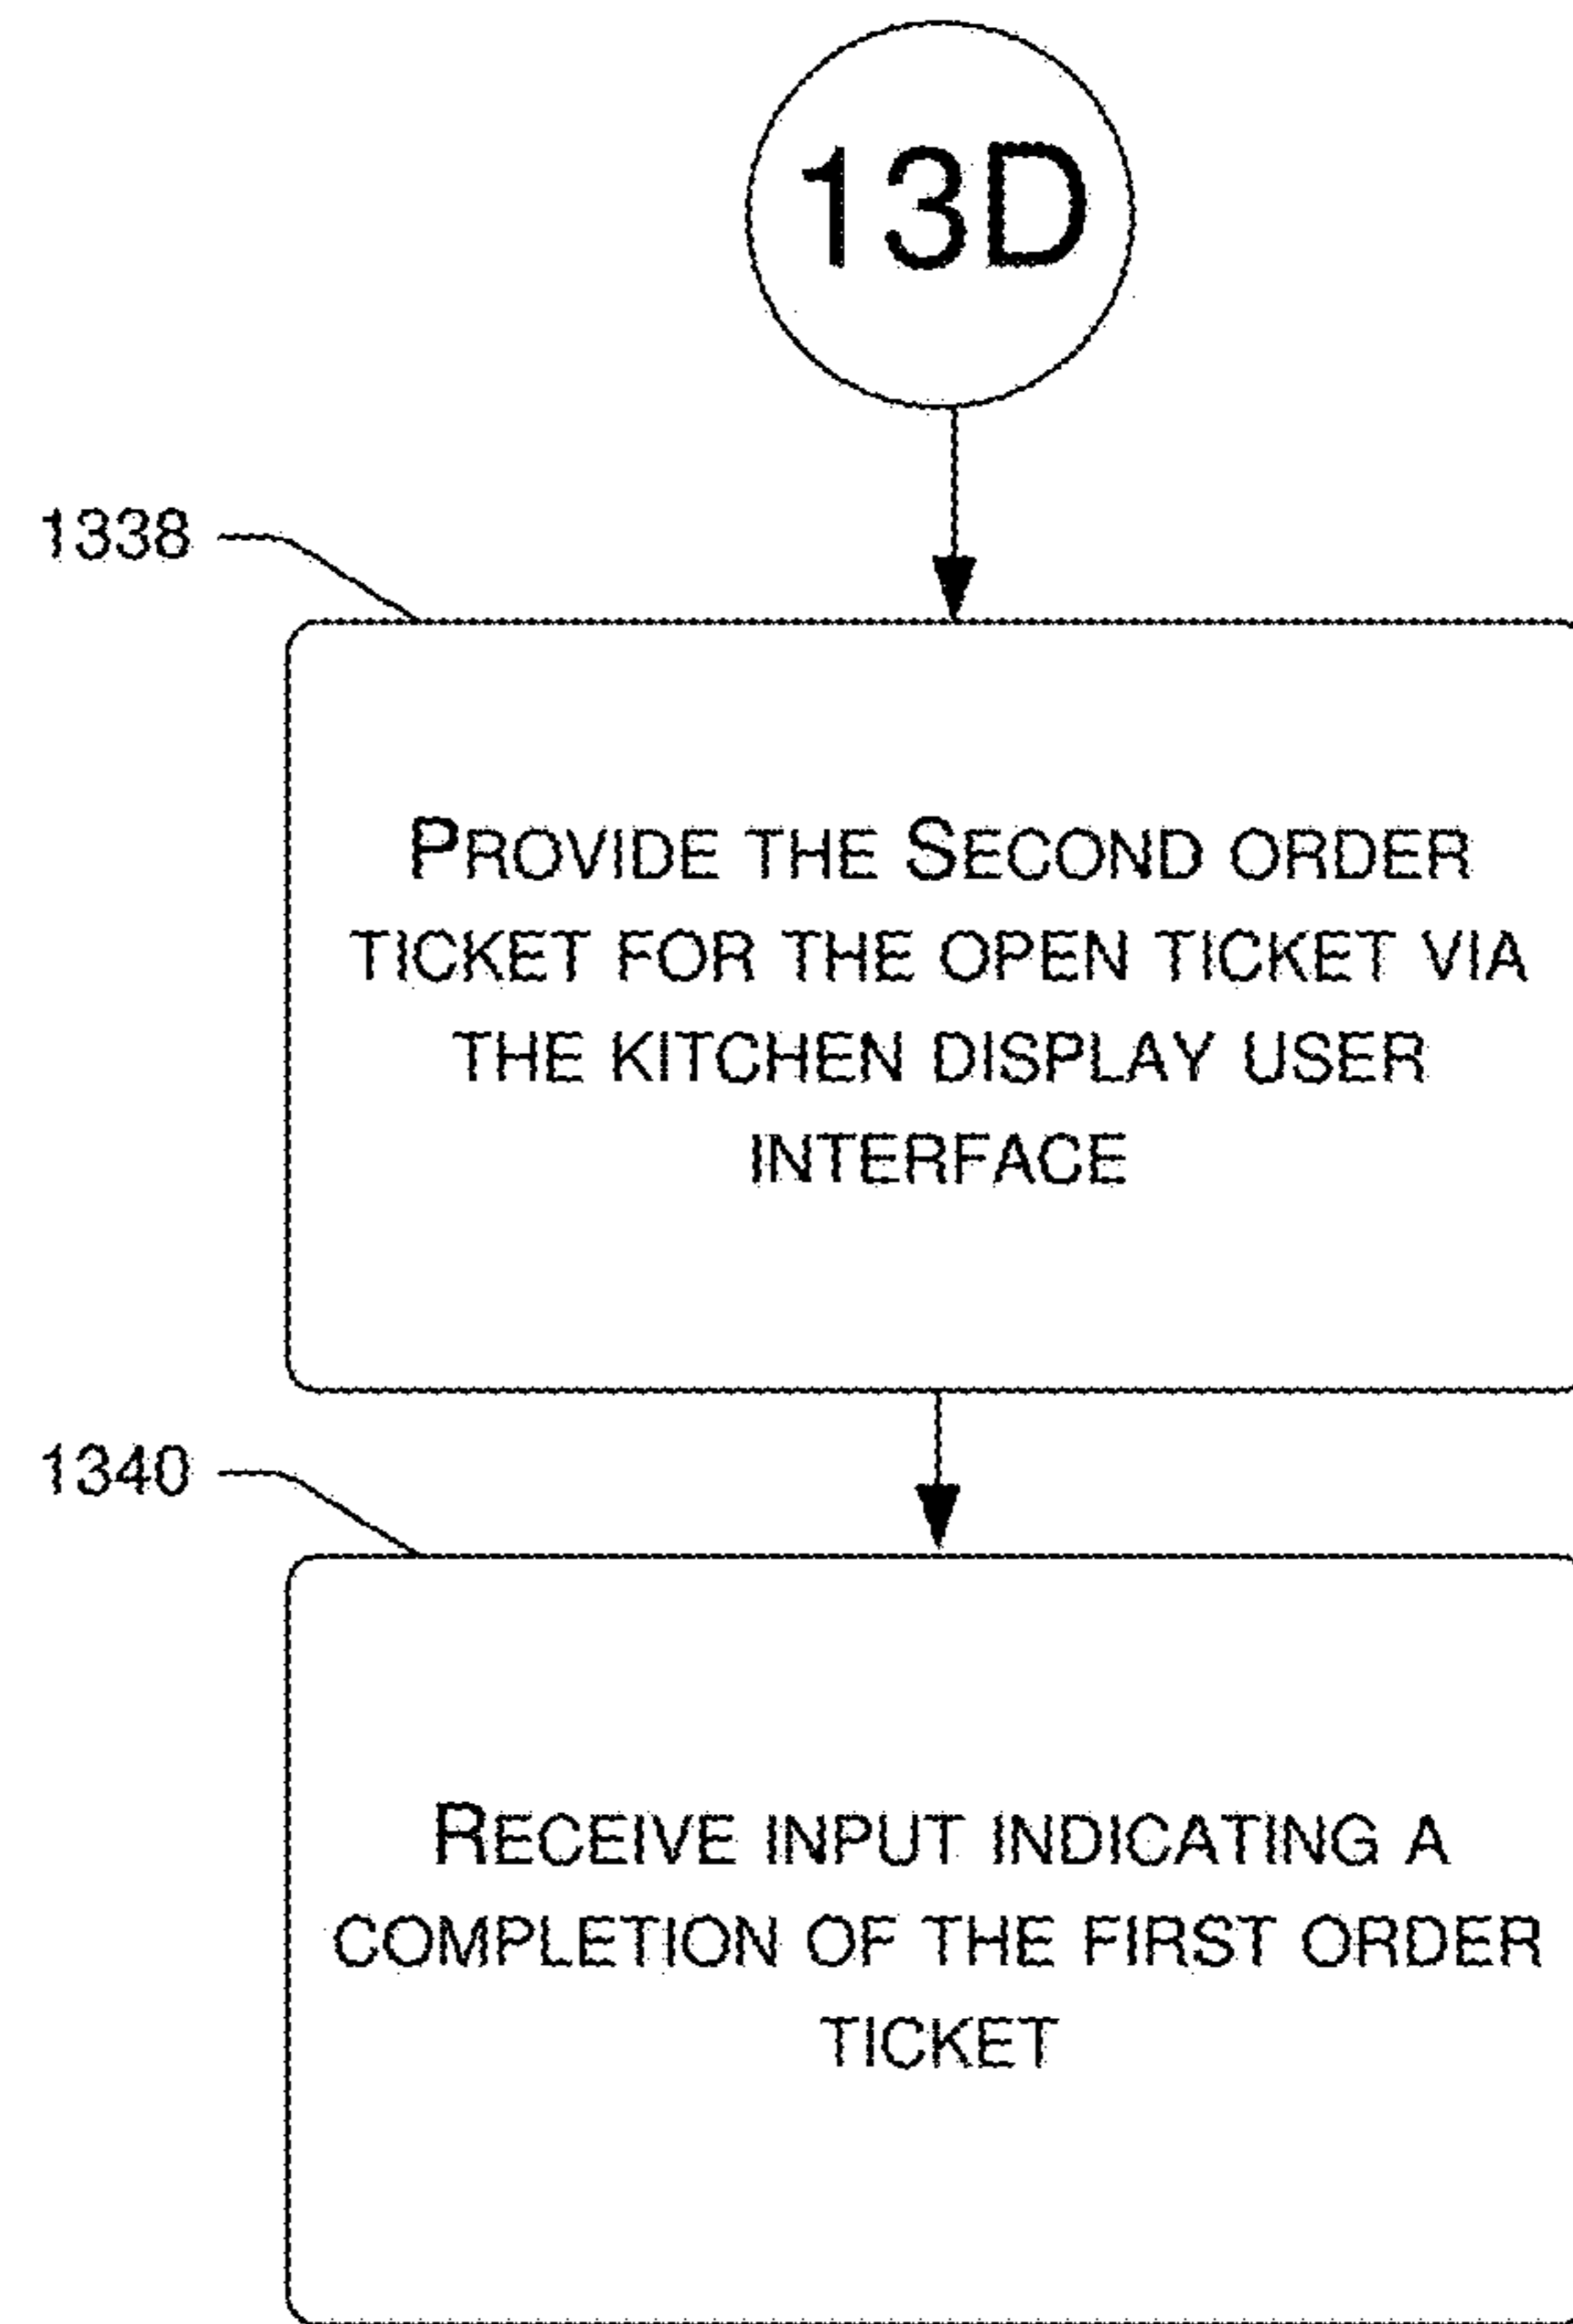 13D
1338
PROVIDE THE SECOND ORDER
TICKET FOR THE OPEN TICKET VIA
THE KITCHEN DISPLAY USER
INTERFACE
1340
RECEIVE INPUT INDICATING A
COMPLETION OF THE FIRST ORDER
TICKET